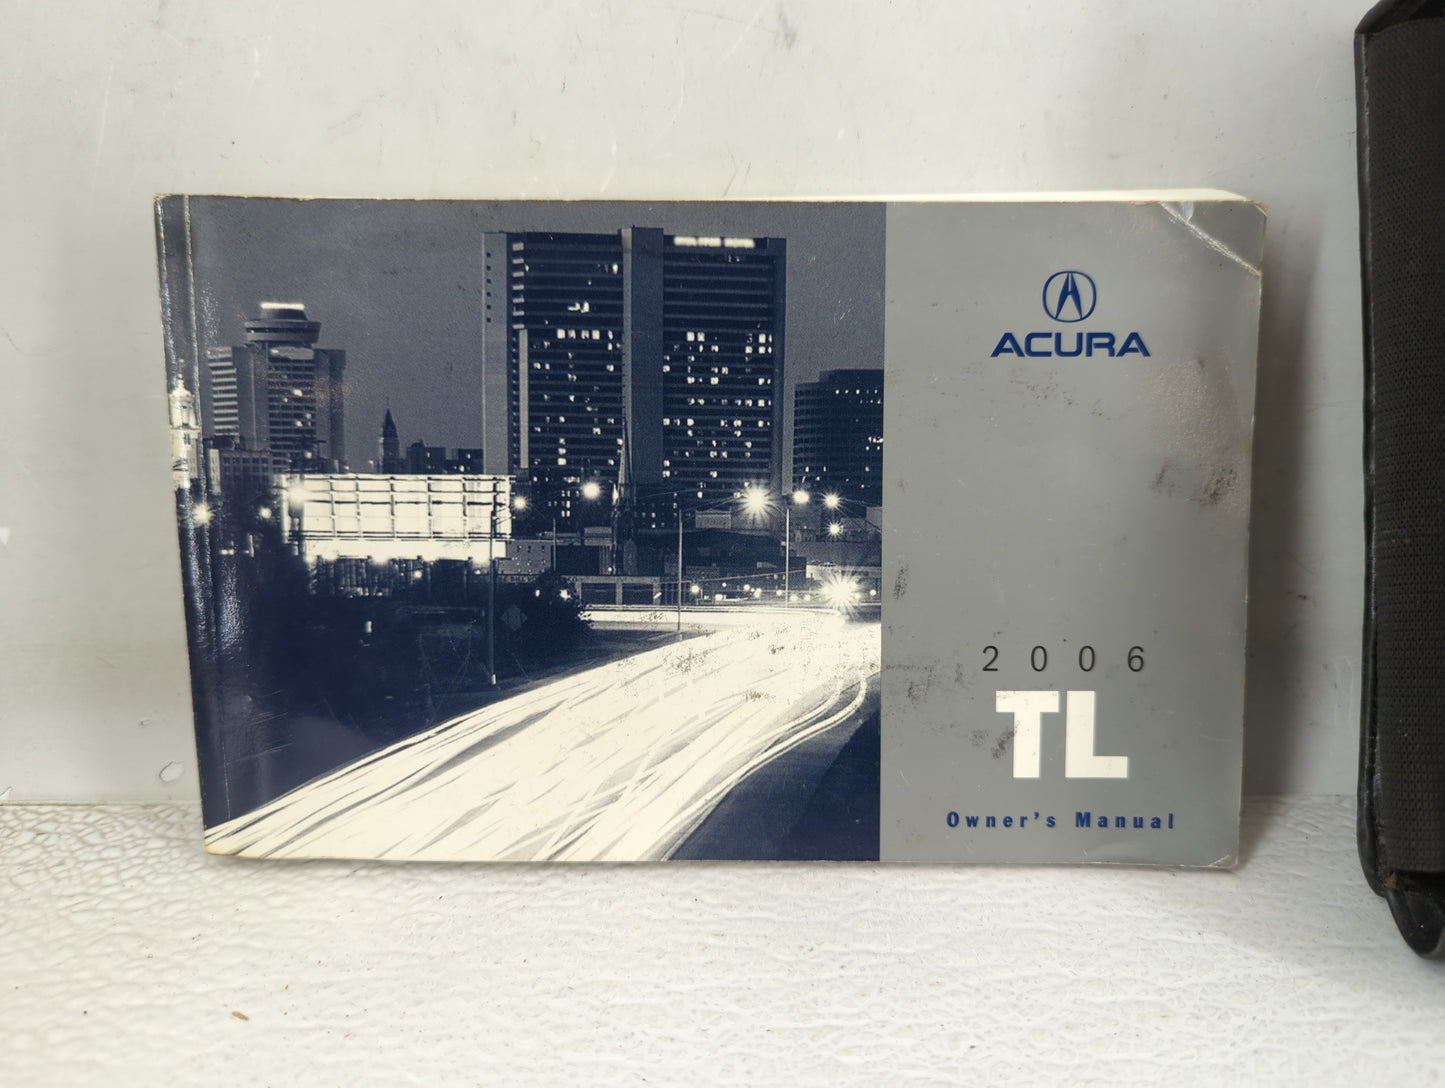 ACURA
2006
TL
Owner's Manual